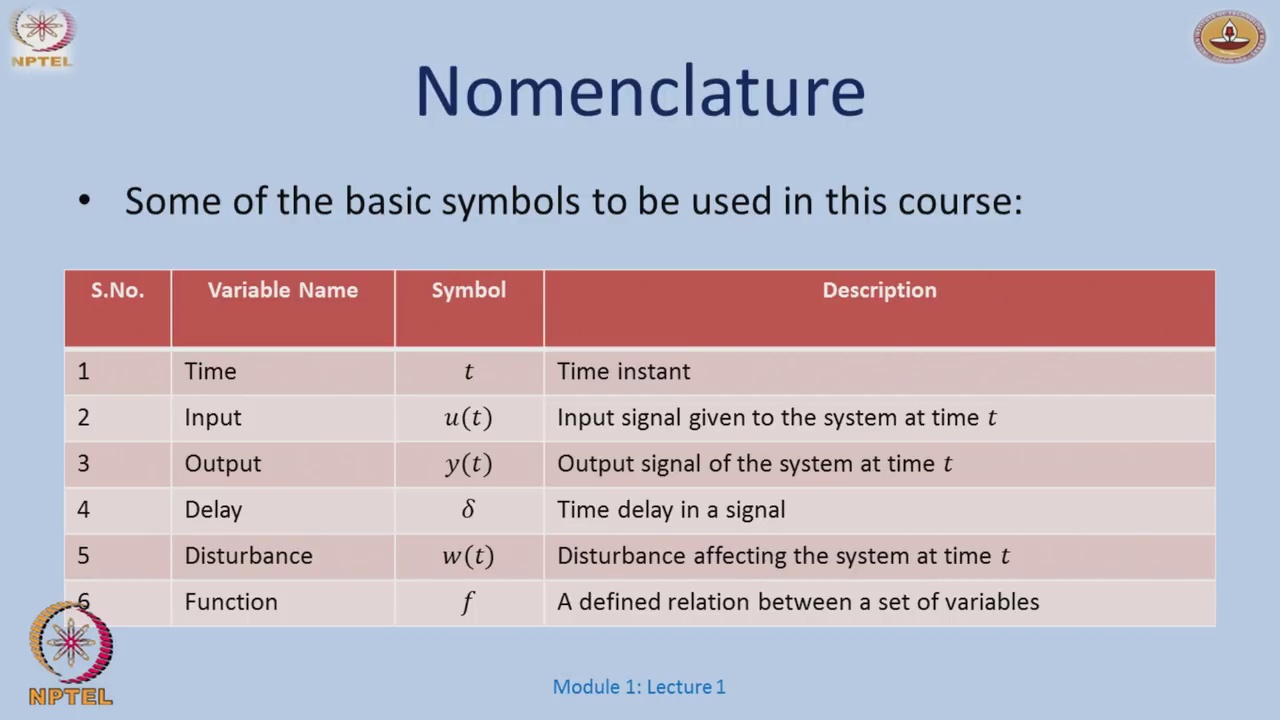 NPTEL
Nomenclature
• Some of the basic symbols to be used in this course:
S.No. Variable Name Symbol Description
1 Time t Time instant
2 Input u(t) Input signal given to the system at time t
3 Output y(t) Output signal of the system at time t
4 Delay δ Time delay in a signal
5 Disturbance w(t) Disturbance affecting the system at time t
6 Function f A defined relation between a set of variables
NPTEL
Module 1: Lecture 1